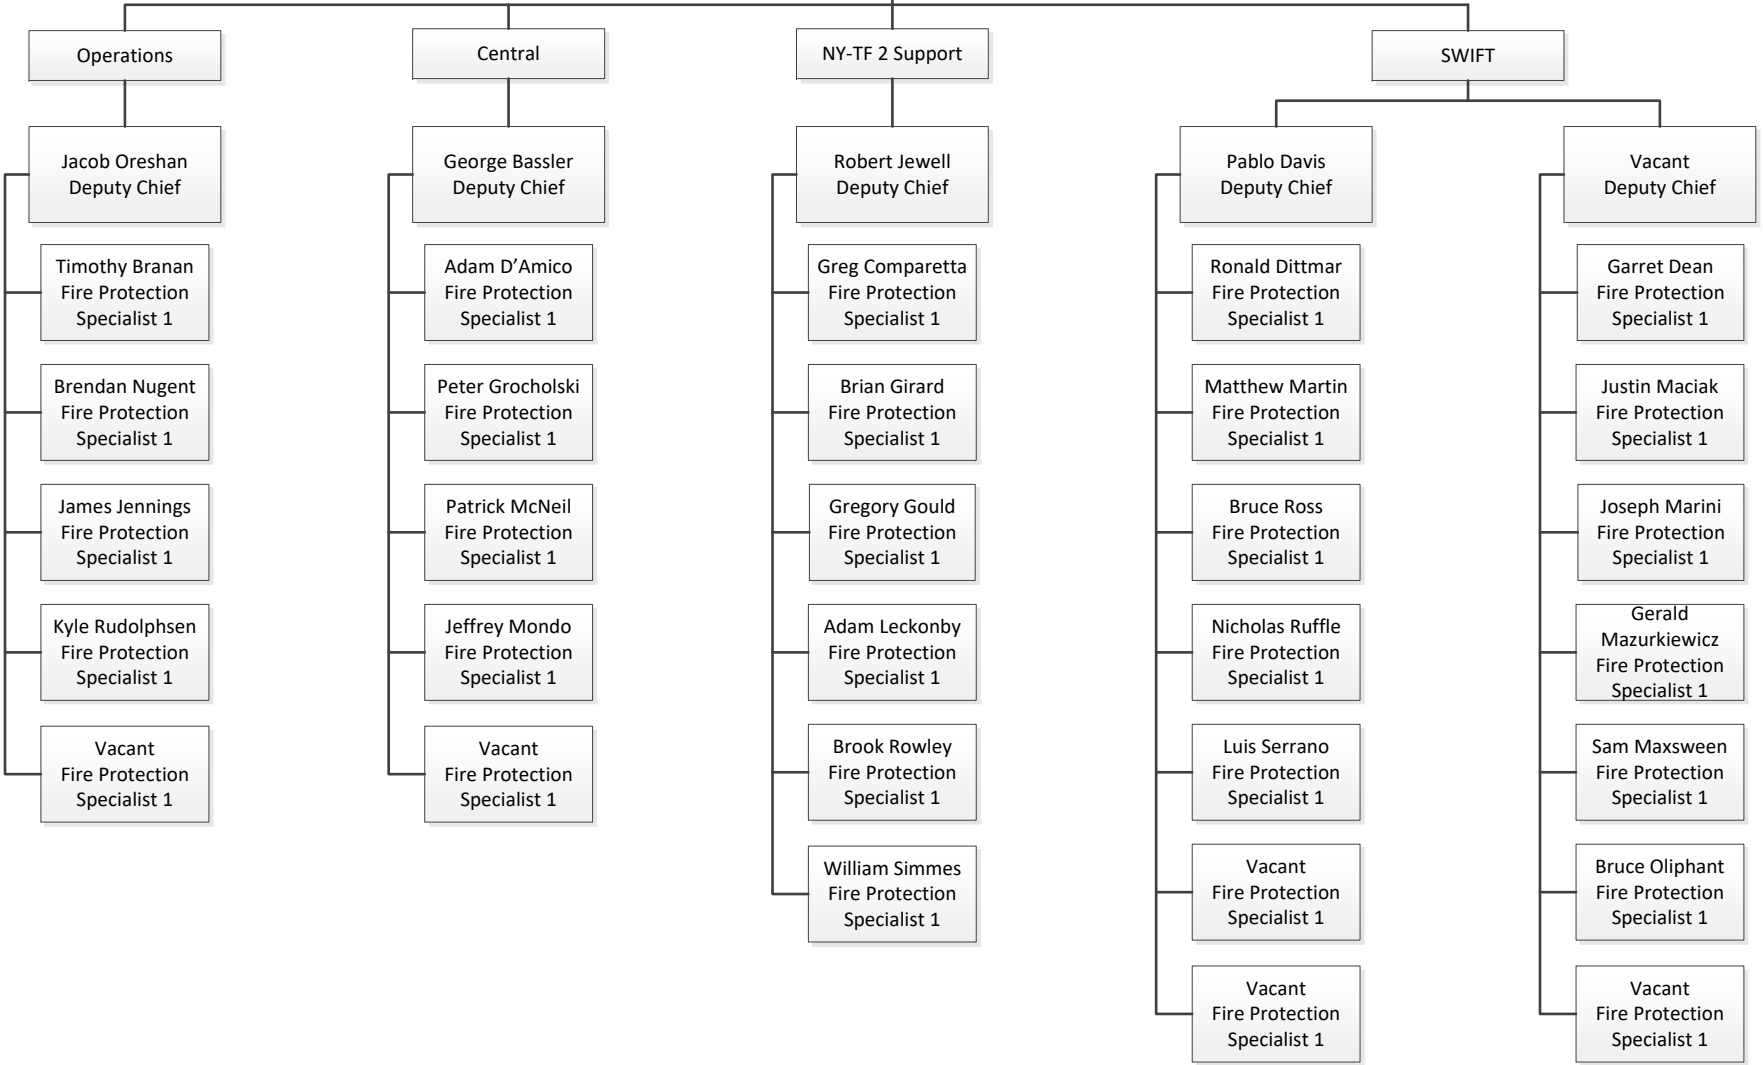 Operations
Central
NY-TF 2 Support
SWIFT
Jacob Oreshan
Deputy Chief
Timothy Branan
Fire Protection
Specialist 1
Brendan Nugent
Fire Protection
Specialist 1
James Jennings
Fire Protection
Specialist 1
Kyle Rudolphsen
Fire Protection
Specialist 1
Vacant
Fire Protection
Specialist 1
George Bassler
Deputy Chief
Adam D’Amico
Fire Protection
Specialist 1
Peter Grocholski
Fire Protection
Specialist 1
Patrick McNeil
Fire Protection
Specialist 1
Jeffrey Mondo
Fire Protection
Specialist 1
Vacant
Fire Protection
Specialist 1
Robert Jewell
Deputy Chief
Greg Comparetta
Fire Protection
Specialist 1
Brian Girard
Fire Protection
Specialist 1
Gregory Gould
Fire Protection
Specialist 1
Adam Leckonby
Fire Protection
Specialist 1
Brook Rowley
Fire Protection
Specialist 1
William Simmes
Fire Protection
Specialist 1
Pablo Davis
Deputy Chief
Ronald Dittmar
Fire Protection
Specialist 1
Matthew Martin
Fire Protection
Specialist 1
Bruce Ross
Fire Protection
Specialist 1
Nicholas Ruffle
Fire Protection
Specialist 1
Luis Serrano
Fire Protection
Specialist 1
Vacant
Fire Protection
Specialist 1
Vacant
Fire Protection
Specialist 1
Vacant
Deputy Chief
Garret Dean
Fire Protection
Specialist 1
Justin Maciak
Fire Protection
Specialist 1
Joseph Marini
Fire Protection
Specialist 1
Gerald
Mazurkiewicz
Fire Protection
Specialist 1
Sam Maxsween
Fire Protection
Specialist 1
Bruce Oliphant
Fire Protection
Specialist 1
Vacant
Fire Protection
Specialist 1